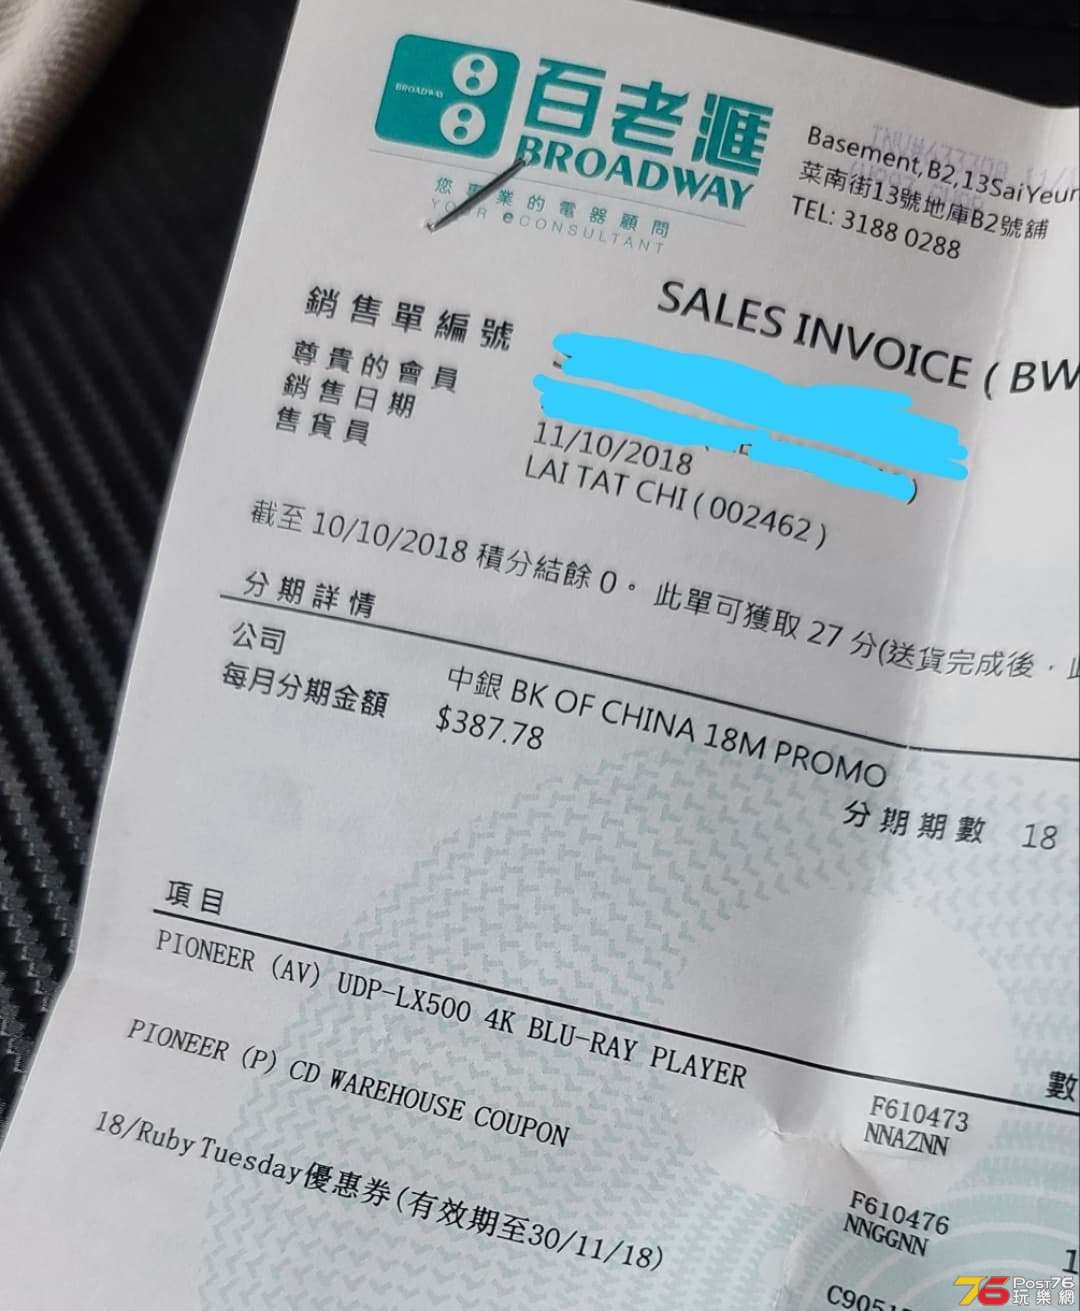 BROADWAY
百老滙
BROADWAY
您專業的電器顧問
YOUR eCONSULTANT
Basement,B2,13SaiYeun
菜南街13號地庫B2號舖
TEL: 3188 0288
SALES INVOICE ( BW
銷售單編號
尊貴的會員
銷售日期 11/10/2018
售貨員 LAI TAT CHI ( 002462 )
截至 10/10/2018 積分結餘 0。 此單可獲取 27 分(送貨完成後，
分期詳情
公司 中銀 BK OF CHINA 18M PROMO
每月分期金額 $387.78
分期期數 18
項目
數
PIONEER (AV) UDP-LX500 4K BLU-RAY PLAYER F610473
NNAZNN
PIONEER (P) CD WAREHOUSE COUPON F610476
NNGGNN
1
18/Ruby Tuesday優惠券(有效期至30/11/18) C9051
76 Post76
玩樂網